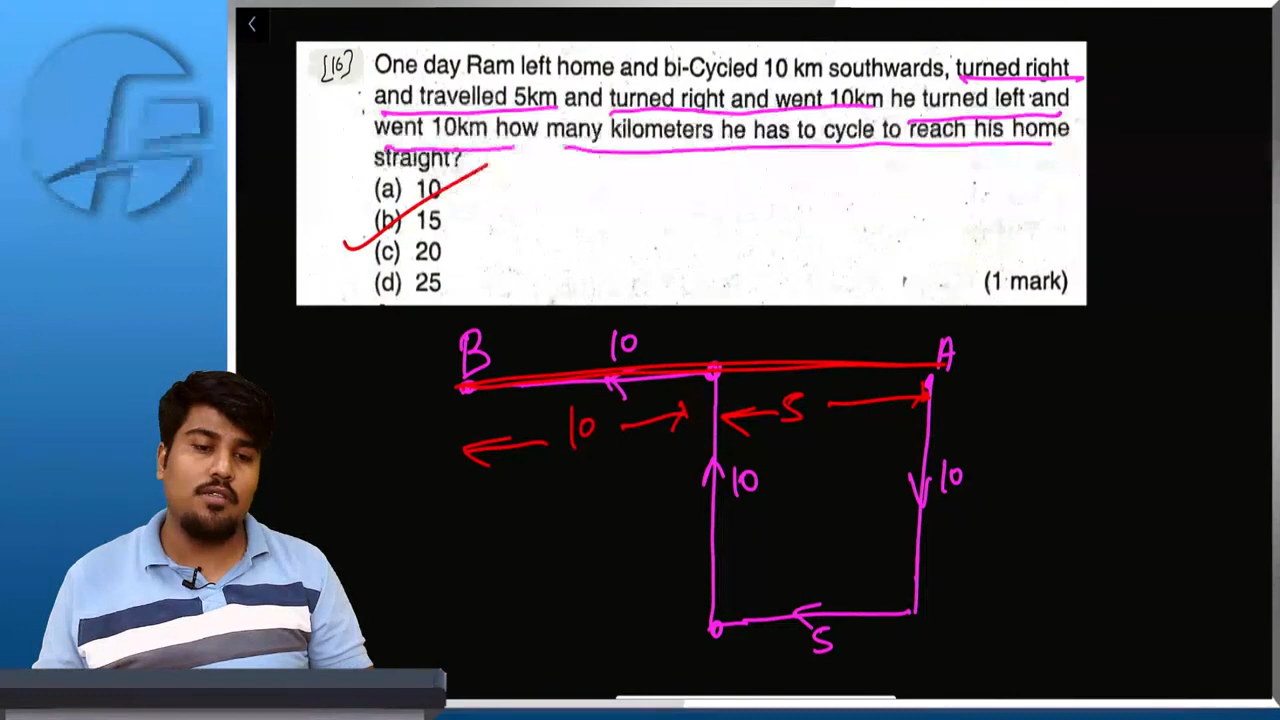 [16] One day Ram left home and bi-Cycled 10 km southwards, turned right
and travelled 5km and turned right and went 10km he turned left and
went 10km how many kilometers he has to cycle to reach his home
straight?
(a) 10
(b) 15
(c) 20
(d) 25
(1 mark)
B
10
A
10
5
10
10
5